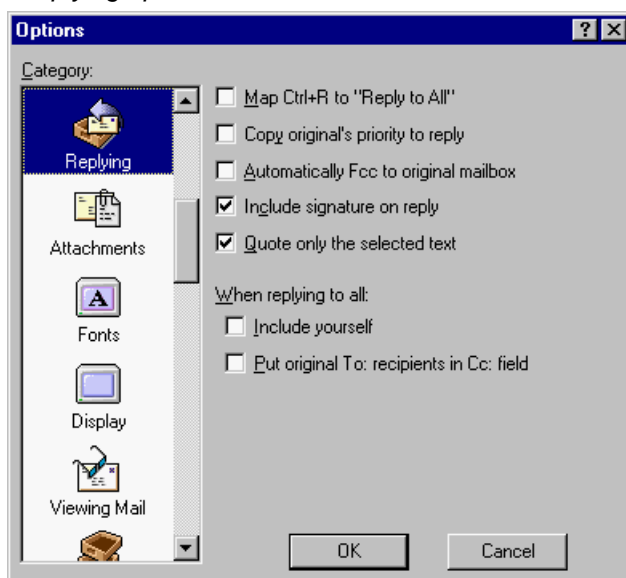 Options
Category:
Replying
Attachments
Fonts
Display
Viewing Mail
Map Ctrl+R to "Reply to All"
Copy original's priority to reply
Automatically Fcc to original mailbox
Include signature on reply
Quote only the selected text
When replying to all:
Include yourself
Put original To: recipients in Cc: field
OK
Cancel